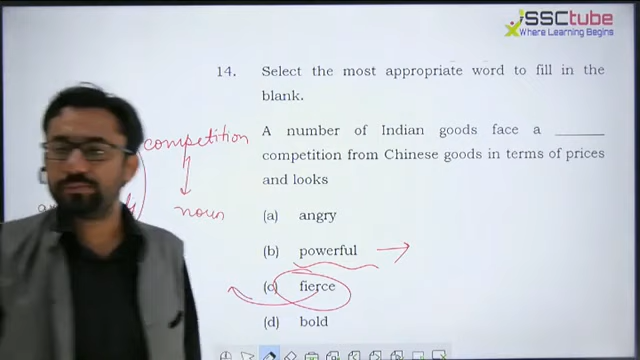 SSCtube
Where Learning Begins
14. Select the most appropriate word to fill in the
blank.
A number of Indian goods face a ______
competition from Chinese goods in terms of prices
and looks
(a) angry
(b) powerful
(c) fierce
(d) bold
competition
noun